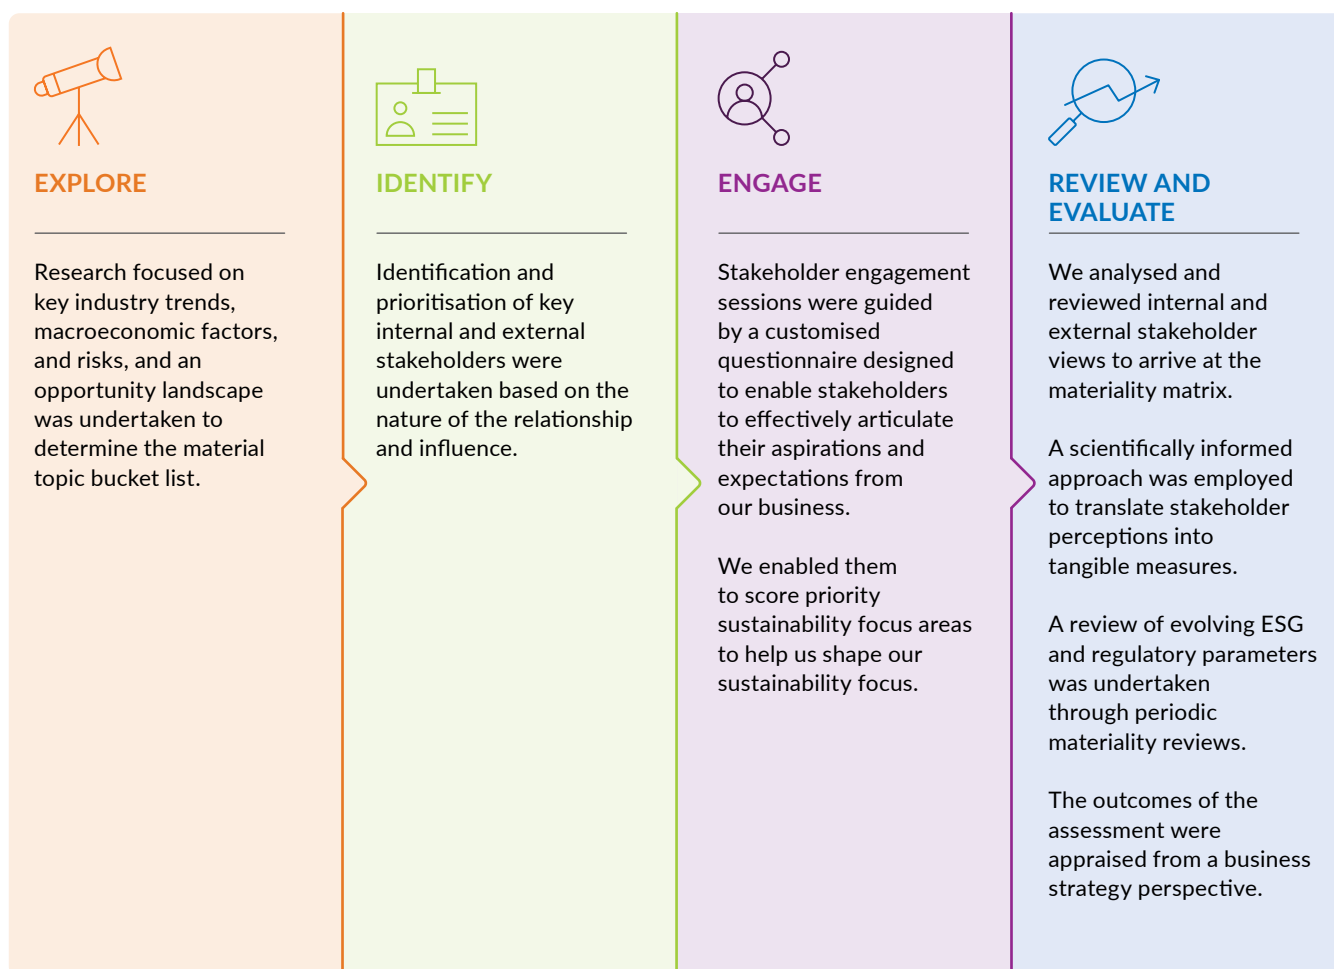 EXPLORE
Research focused on
key industry trends,
macroeconomic factors,
and risks, and an
opportunity landscape
was undertaken to
determine the material
topic bucket list.
IDENTIFY
Identification and
prioritisation of key
internal and external
stakeholders were
undertaken based on the
nature of the relationship
and influence.
ENGAGE
Stakeholder engagement
sessions were guided
by a customised
questionnaire designed
to enable stakeholders
to effectively articulate
their aspirations and
expectations from
our business.
We enabled them
to score priority
sustainability focus areas
to help us shape our
sustainability focus.
REVIEW AND
EVALUATE
We analysed and
reviewed internal and
external stakeholder
views to arrive at the
materiality matrix.
A scientifically informed
approach was employed
to translate stakeholder
perceptions into
tangible measures.
A review of evolving ESG
and regulatory parameters
was undertaken
through periodic
materiality reviews.
The outcomes of the
assessment were
appraised from a business
strategy perspective.